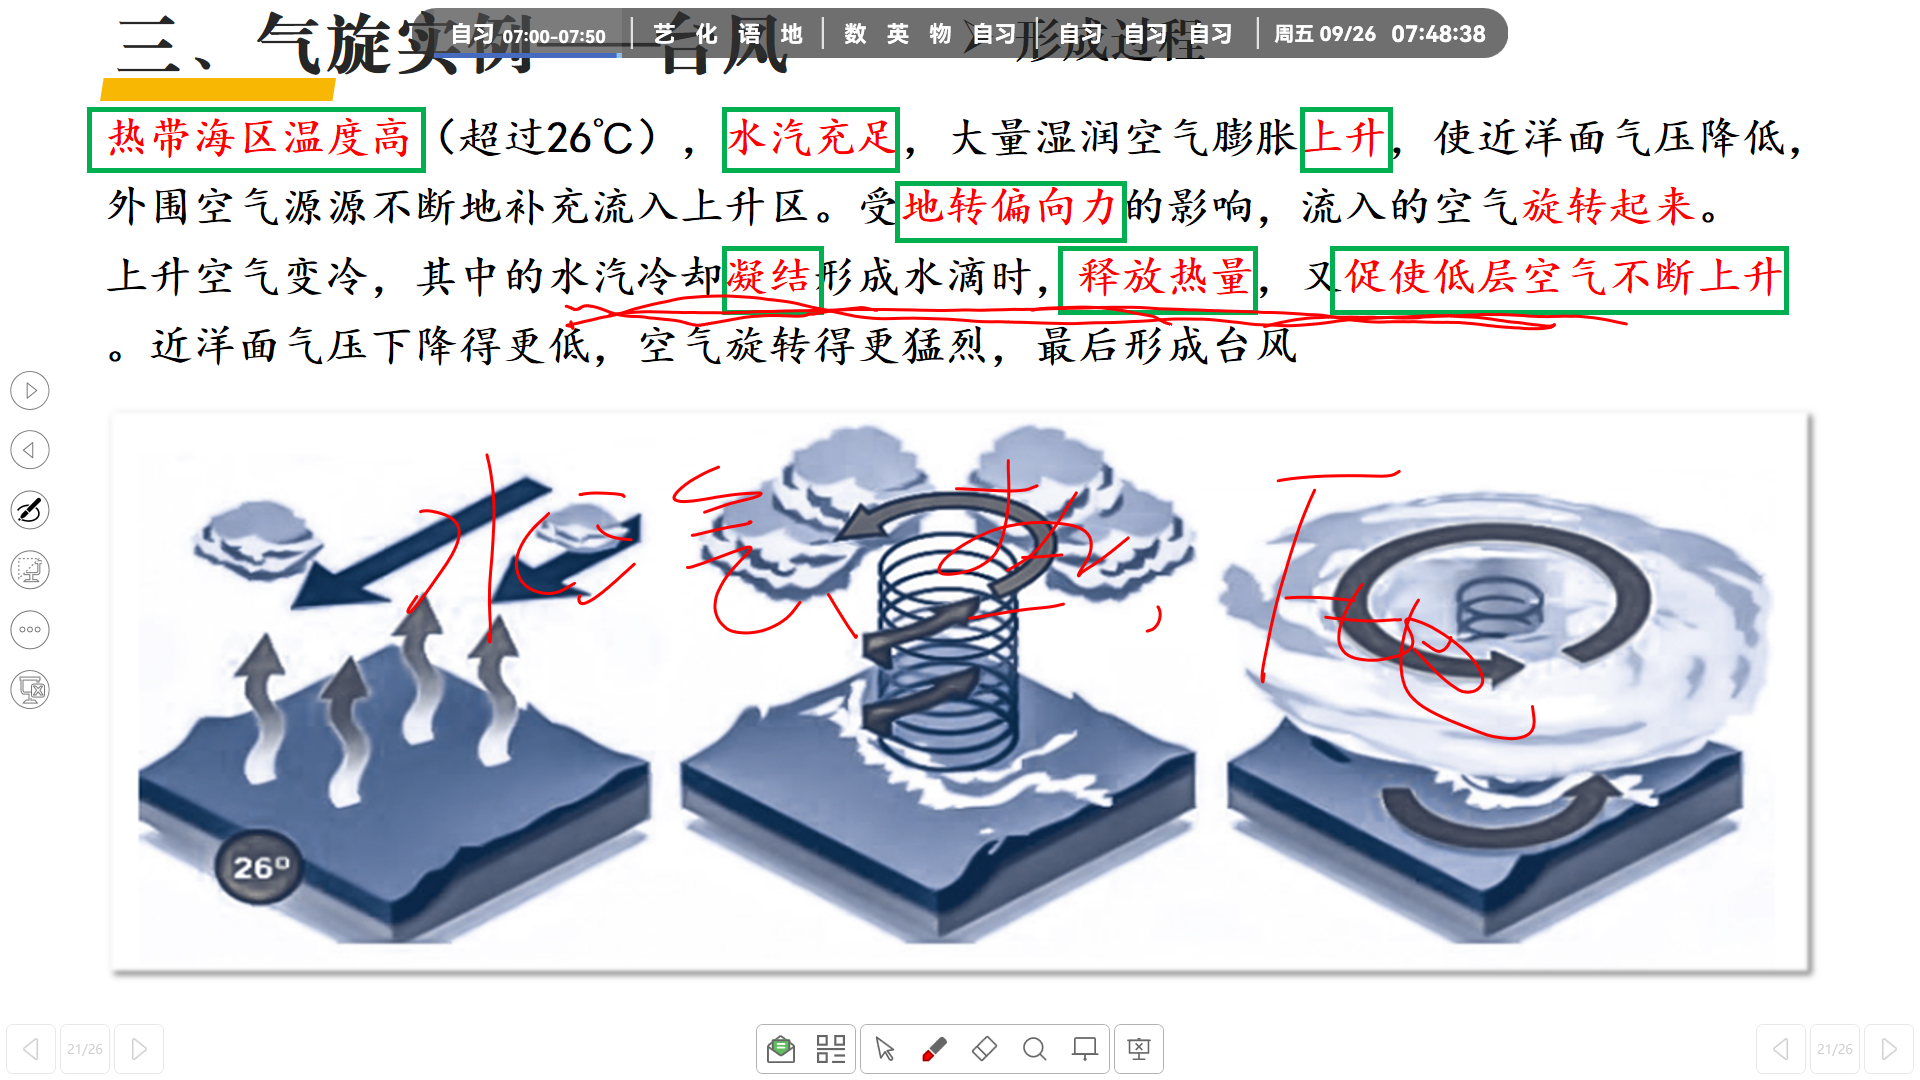 三、气旋实例——台风 形成过程
自习 07:00-07:50 艺 化 语 地 数 英 物 自习 自习 自习 自习 周五 09/26 07:48:38
热带海区温度高（超过26℃），水汽充足，大量湿润空气膨胀上升，使近洋面气压降低，
外围空气源源不断地补充流入上升区。受地转偏向力的影响，流入的空气旋转起来。
上升空气变冷，其中的水汽冷却凝结形成水滴时，释放热量，又促使低层空气不断上升
。近洋面气压下降得更低，空气旋转得更猛烈，最后形成台风
26°
21/26
21/26